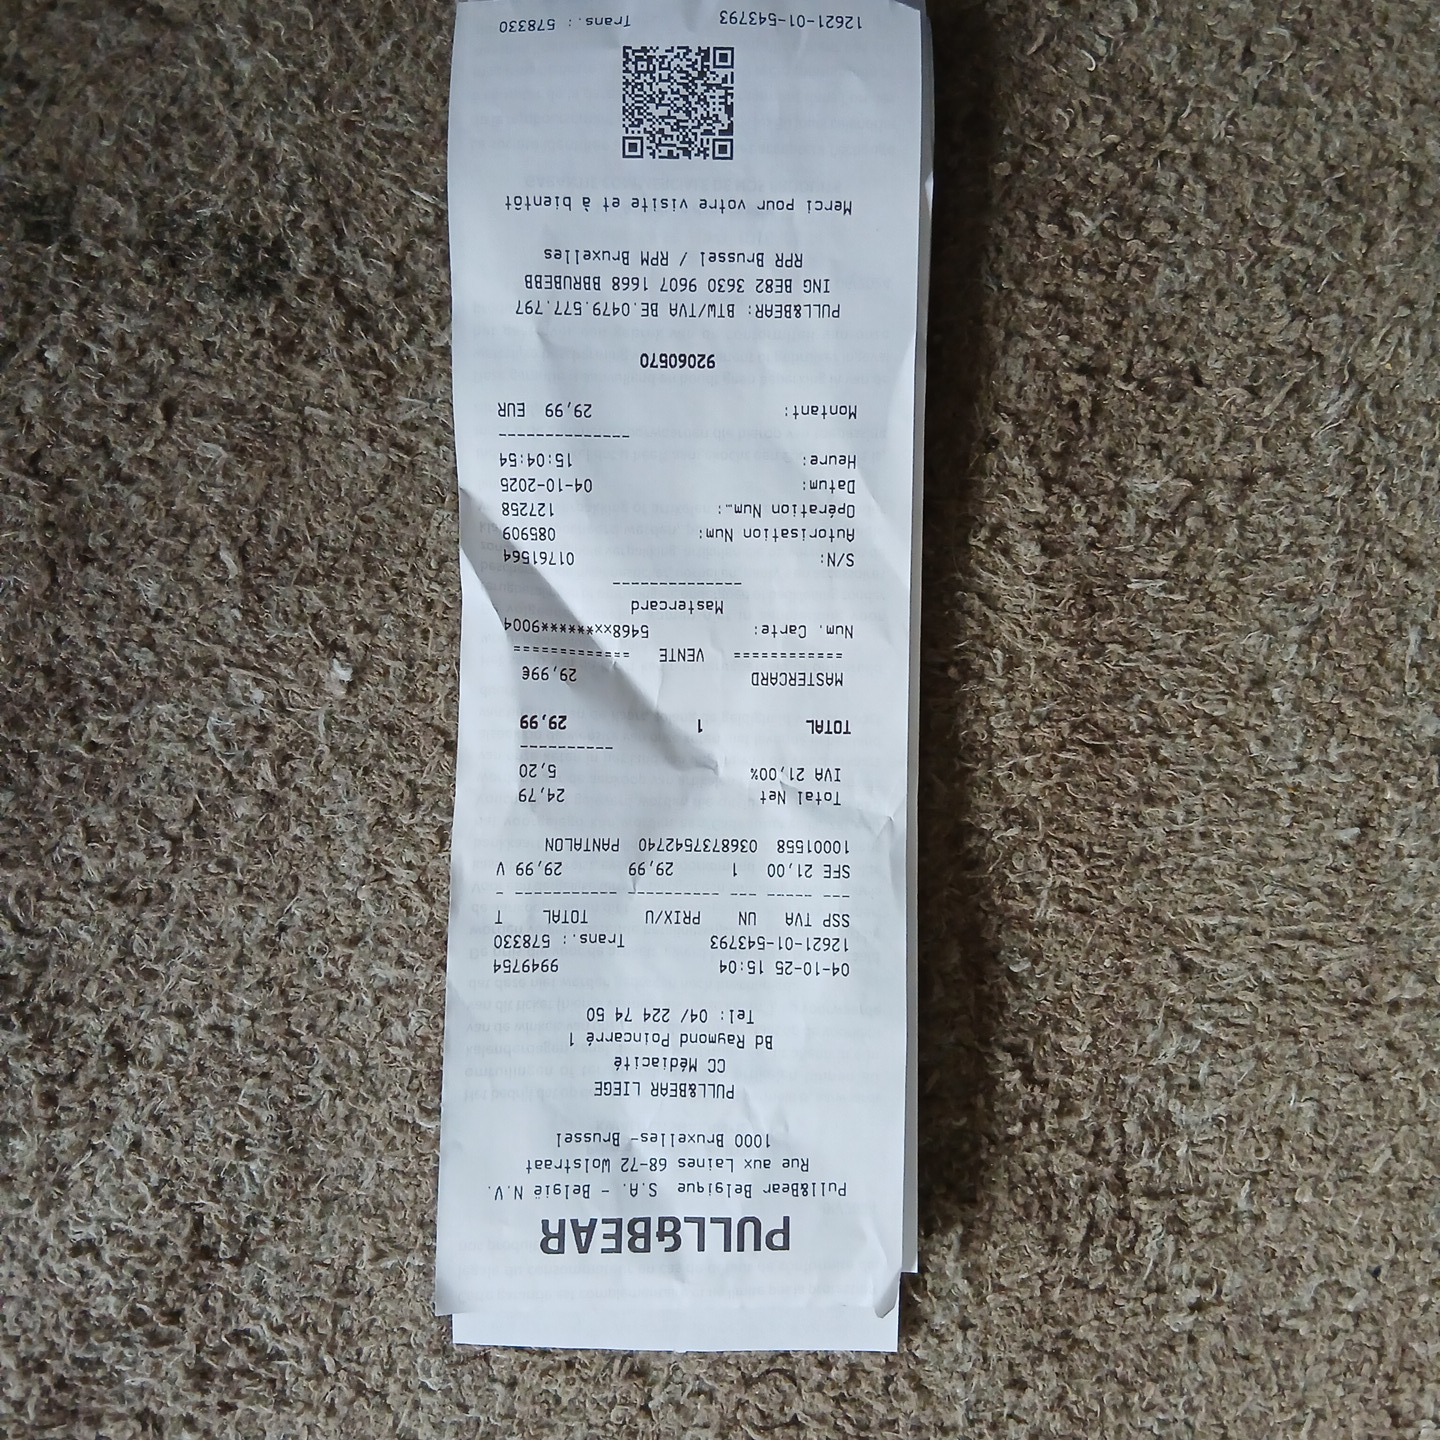 PULL&BEAR
Pull&Bear Belgique S.A. - België N.V.
Rue aux Laines 68-72 Wolstraat
1000 Bruxelles- Brussel
PULL&BEAR LIEGE
CC Médiacité
Bd Raymond Poincarré 1
Tel: 04/ 224 74 50
04-10-25 15:04 9949754
12621-01-543793 Trans.: 578330
SSP TVA UN PRIX/U TOTAL T
SFE 21,00 1 29,99 29,99 V
10001558 0368737542740 PANTALON
Total Net 24,79
IVA 21,00% 5,20
TOTAL 1 29,99
MASTERCARD 29,99€
============ VENTE ============
Num. Carte: 5468xx*******9004
Mastercard
S/N: 01761564
Autorisation Num: 085909
Opération Num…: 127258
Datum: 04-10-2025
Heure: 15:04:54
Montant: 29,99 EUR
92060570
PULL&BEAR: BTW/TVA BE.0479.577.797
ING BE82 3630 9607 1668 BBRUBEBB
RPR Brussel / RPM Bruxelles
Merci pour votre visite et à bientôt
12621-01-543793 Trans.: 578330